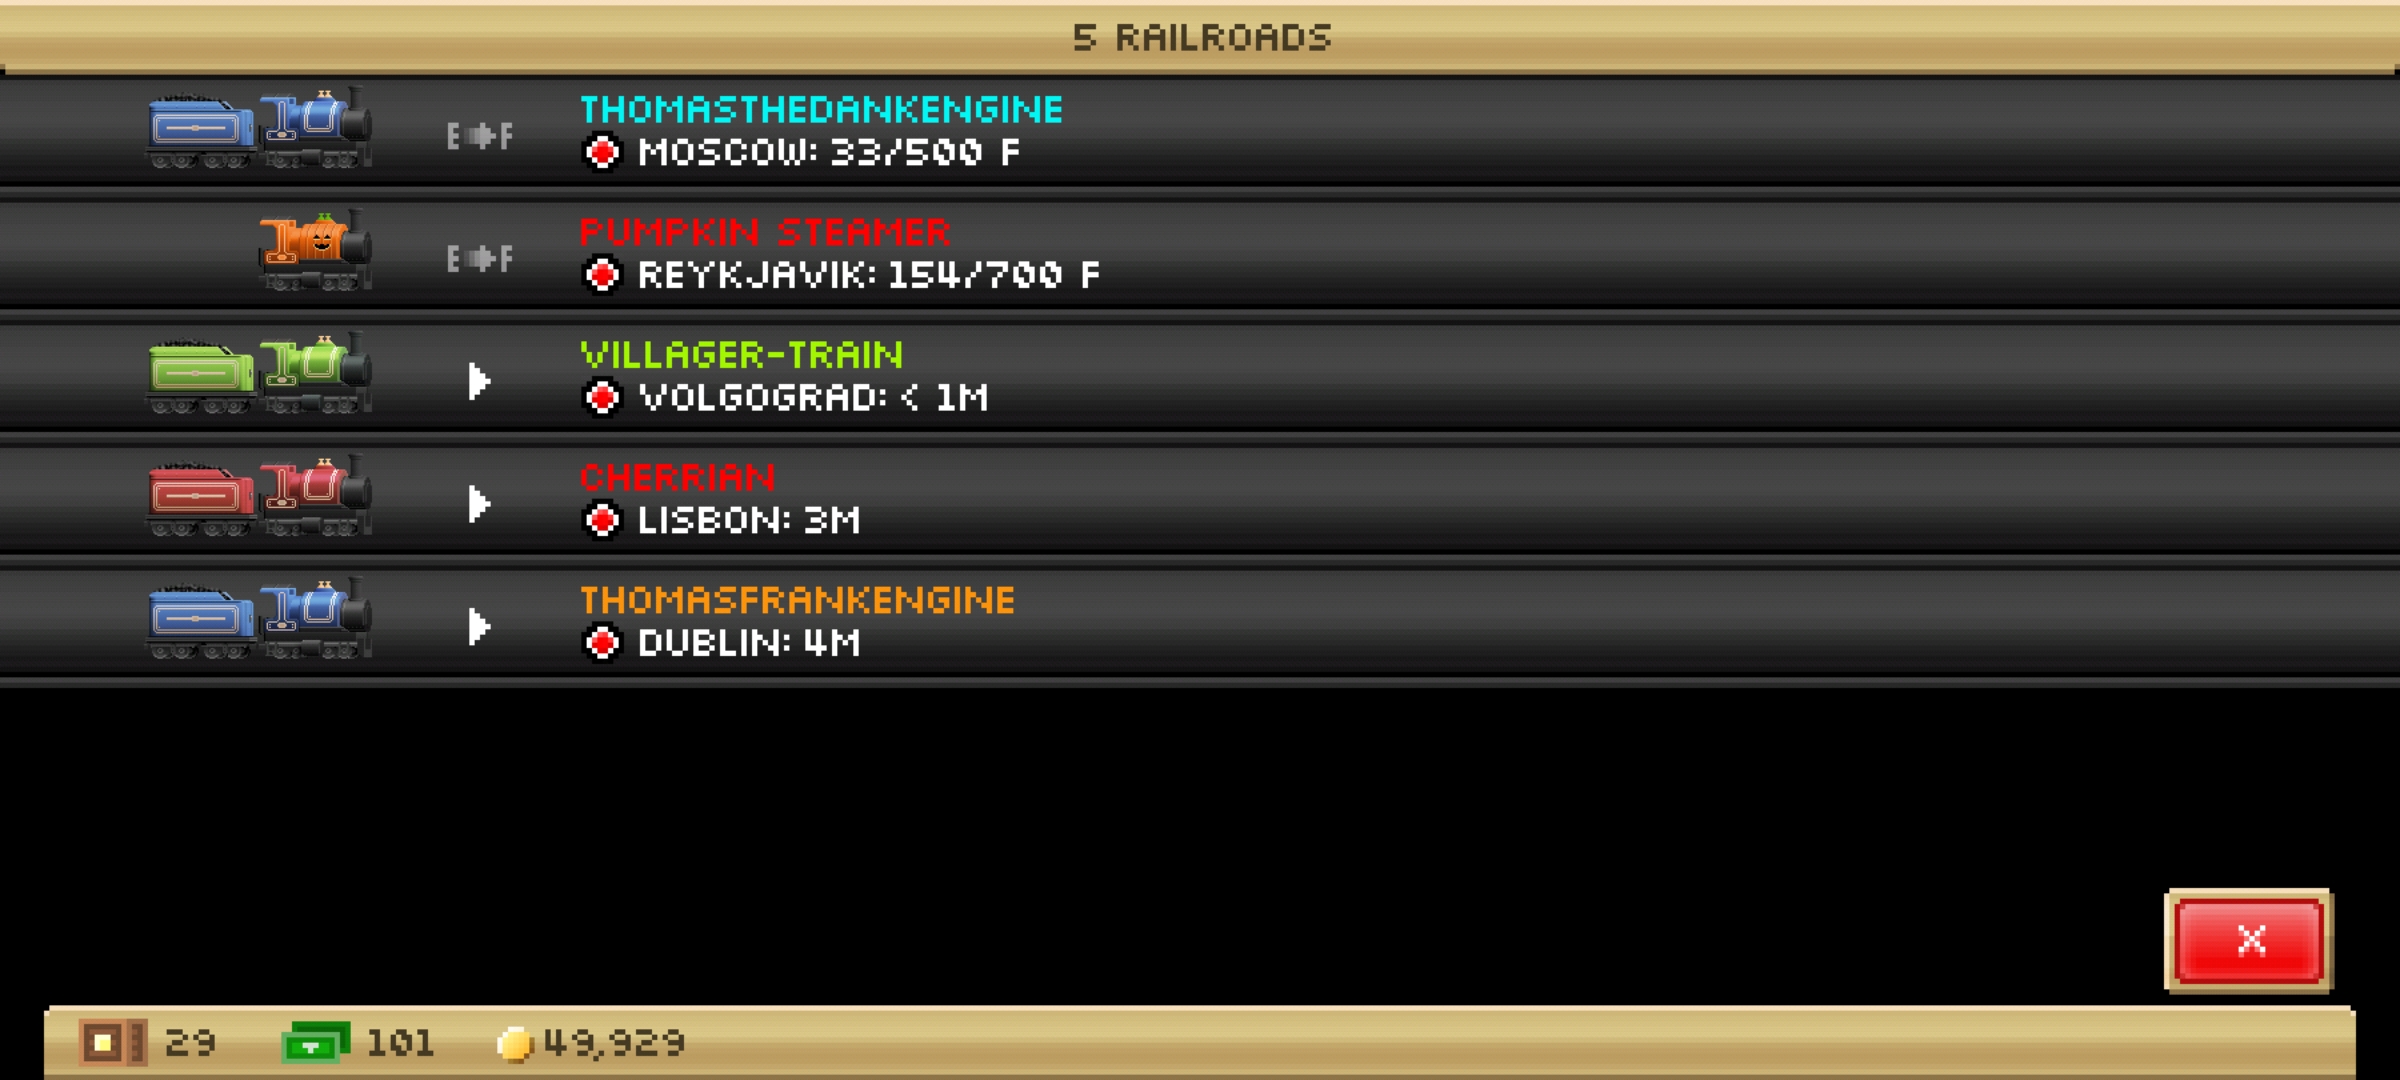 5 RAILROADS
THOMASTHEDANKENGINE
E F
MOSCOW: 33/500 F
PUMPKIN STEAMER
E F
REYKJAVIK: 154/700 F
VILLAGER-TRAIN
VOLGOGRAD: < 1M
CHERRIAN
LISBON: 3M
THOMASFRANKENGINE
DUBLIN: 4M
X
29 101 49,929